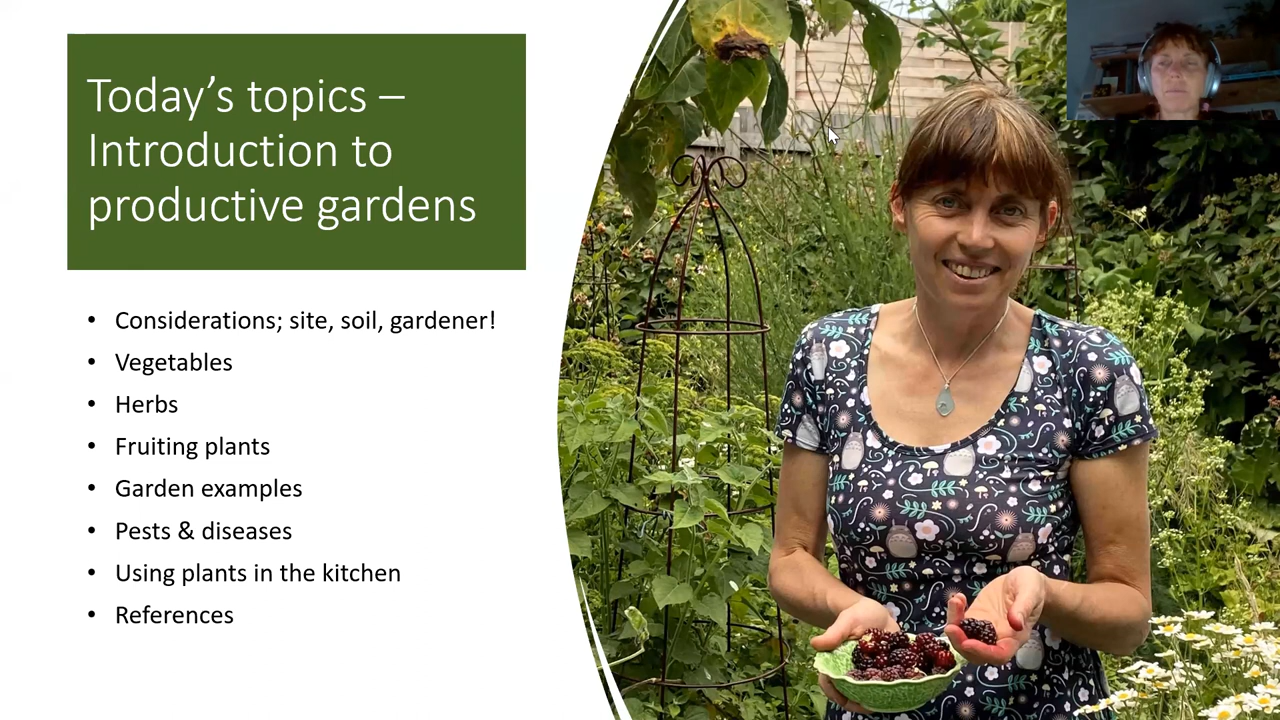 Today’s topics –
Introduction to
productive gardens
• Considerations; site, soil, gardener!
• Vegetables
• Herbs
• Fruiting plants
• Garden examples
• Pests & diseases
• Using plants in the kitchen
• References